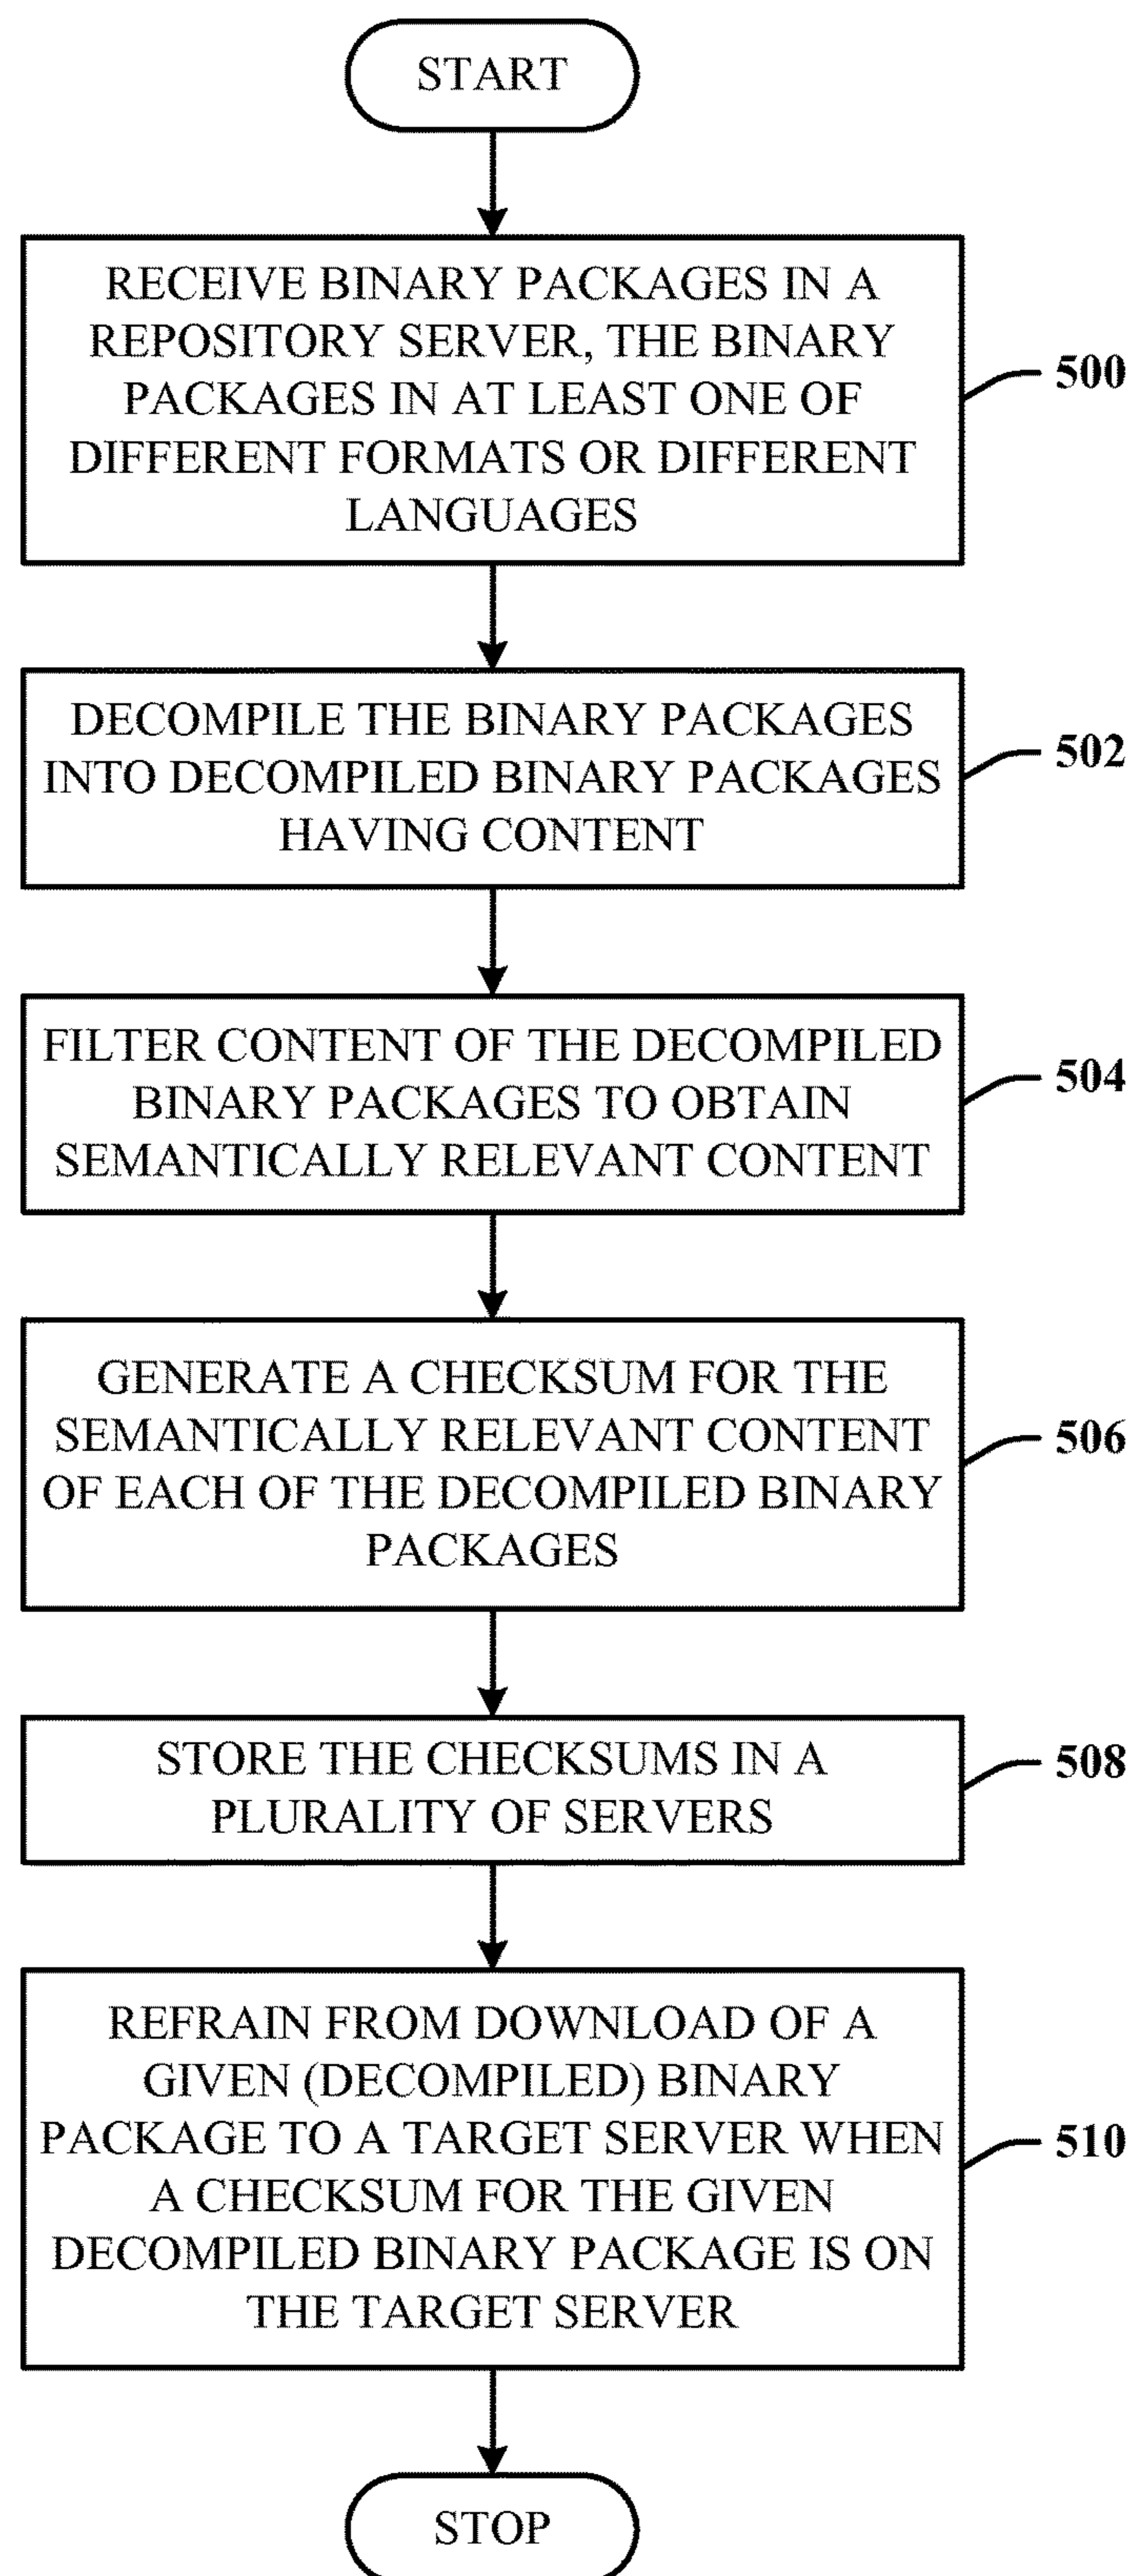 START
RECEIVE BINARY PACKAGES IN A
REPOSITORY SERVER, THE BINARY
PACKAGES IN AT LEAST ONE OF
DIFFERENT FORMATS OR DIFFERENT
LANGUAGES
500
DECOMPILE THE BINARY PACKAGES
INTO DECOMPILED BINARY PACKAGES
HAVING CONTENT
502
FILTER CONTENT OF THE DECOMPILED
BINARY PACKAGES TO OBTAIN
SEMANTICALLY RELEVANT CONTENT
504
GENERATE A CHECKSUM FOR THE
SEMANTICALLY RELEVANT CONTENT
OF EACH OF THE DECOMPILED BINARY
PACKAGES
506
STORE THE CHECKSUMS IN A
PLURALITY OF SERVERS
508
REFRAIN FROM DOWNLOAD OF A
GIVEN (DECOMPILED) BINARY
PACKAGE TO A TARGET SERVER WHEN
A CHECKSUM FOR THE GIVEN
DECOMPILED BINARY PACKAGE IS ON
THE TARGET SERVER
510
STOP